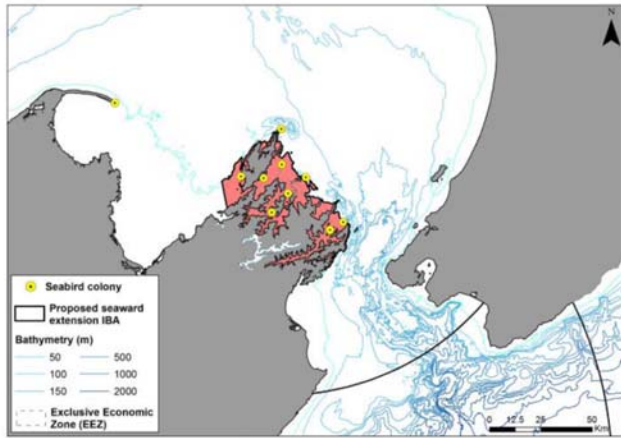 N
Seabird colony
Proposed seaward
extension IBA
Bathymetry (m)
50 500
100 1000
150 2000
Exclusive Economic
Zone (EEZ)
0 12.5 25 50
Km